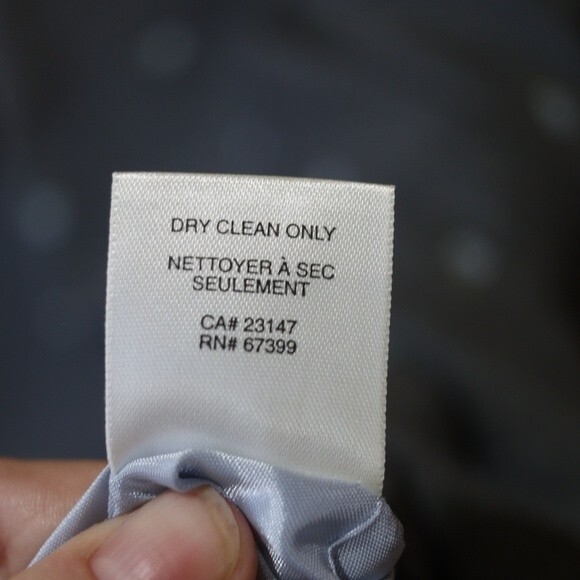 DRY CLEAN ONLY
NETTOYER À SEC
SEULEMENT
CA# 23147
RN# 67399